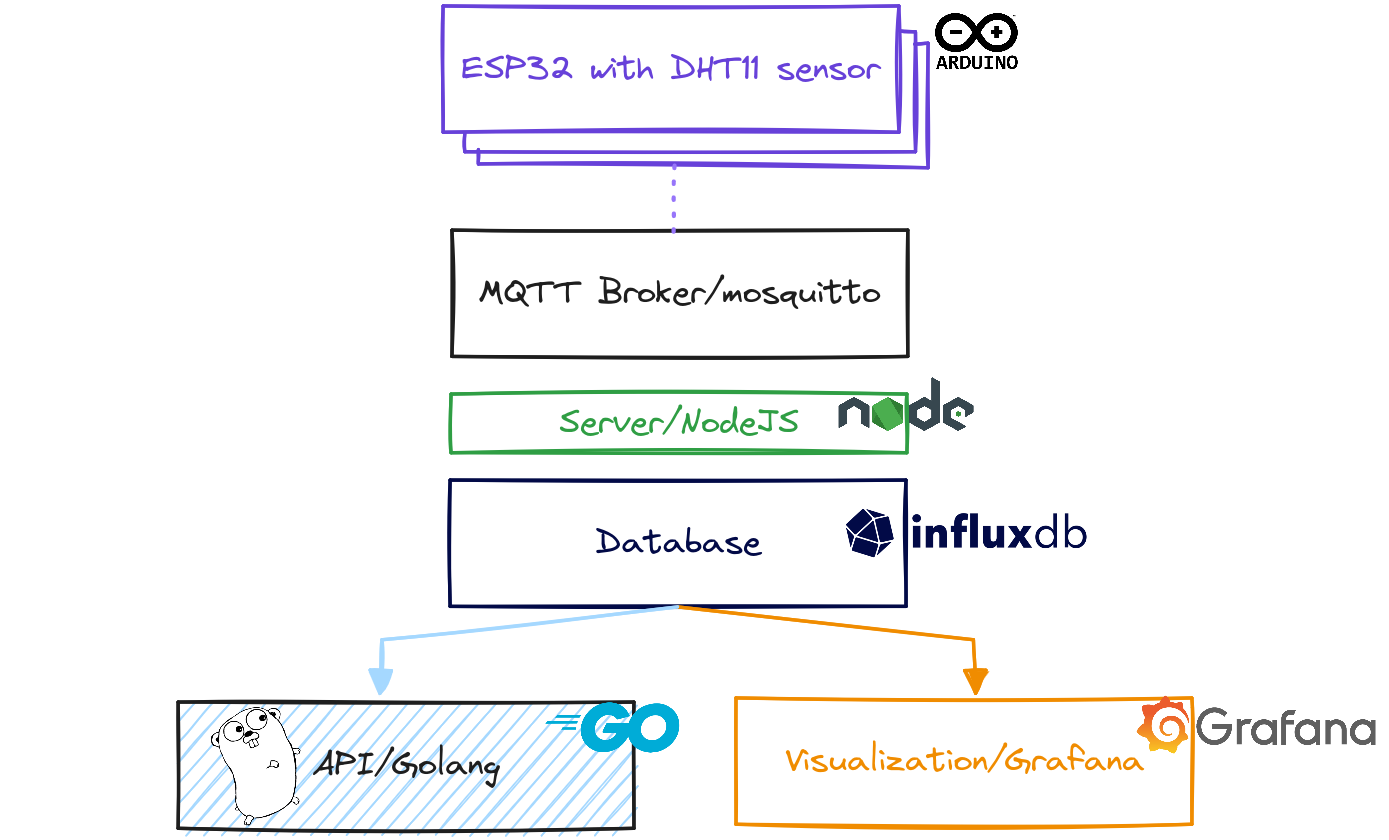 ESP32 with DHT11 sensor
ARDUINO
MQTT Broker/mosquitto
Server/NodeJS
node
Database
influxdb
API/Golang
GO
Visualization/Grafana
Grafana